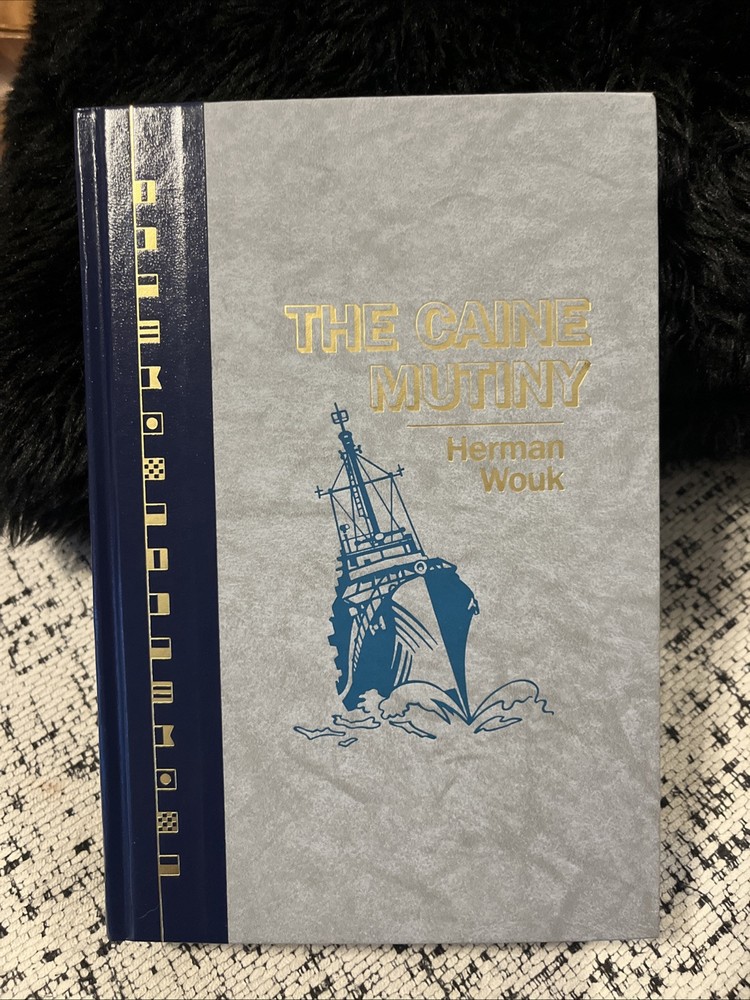 THE CAINE
MUTINY
Herman
Wouk